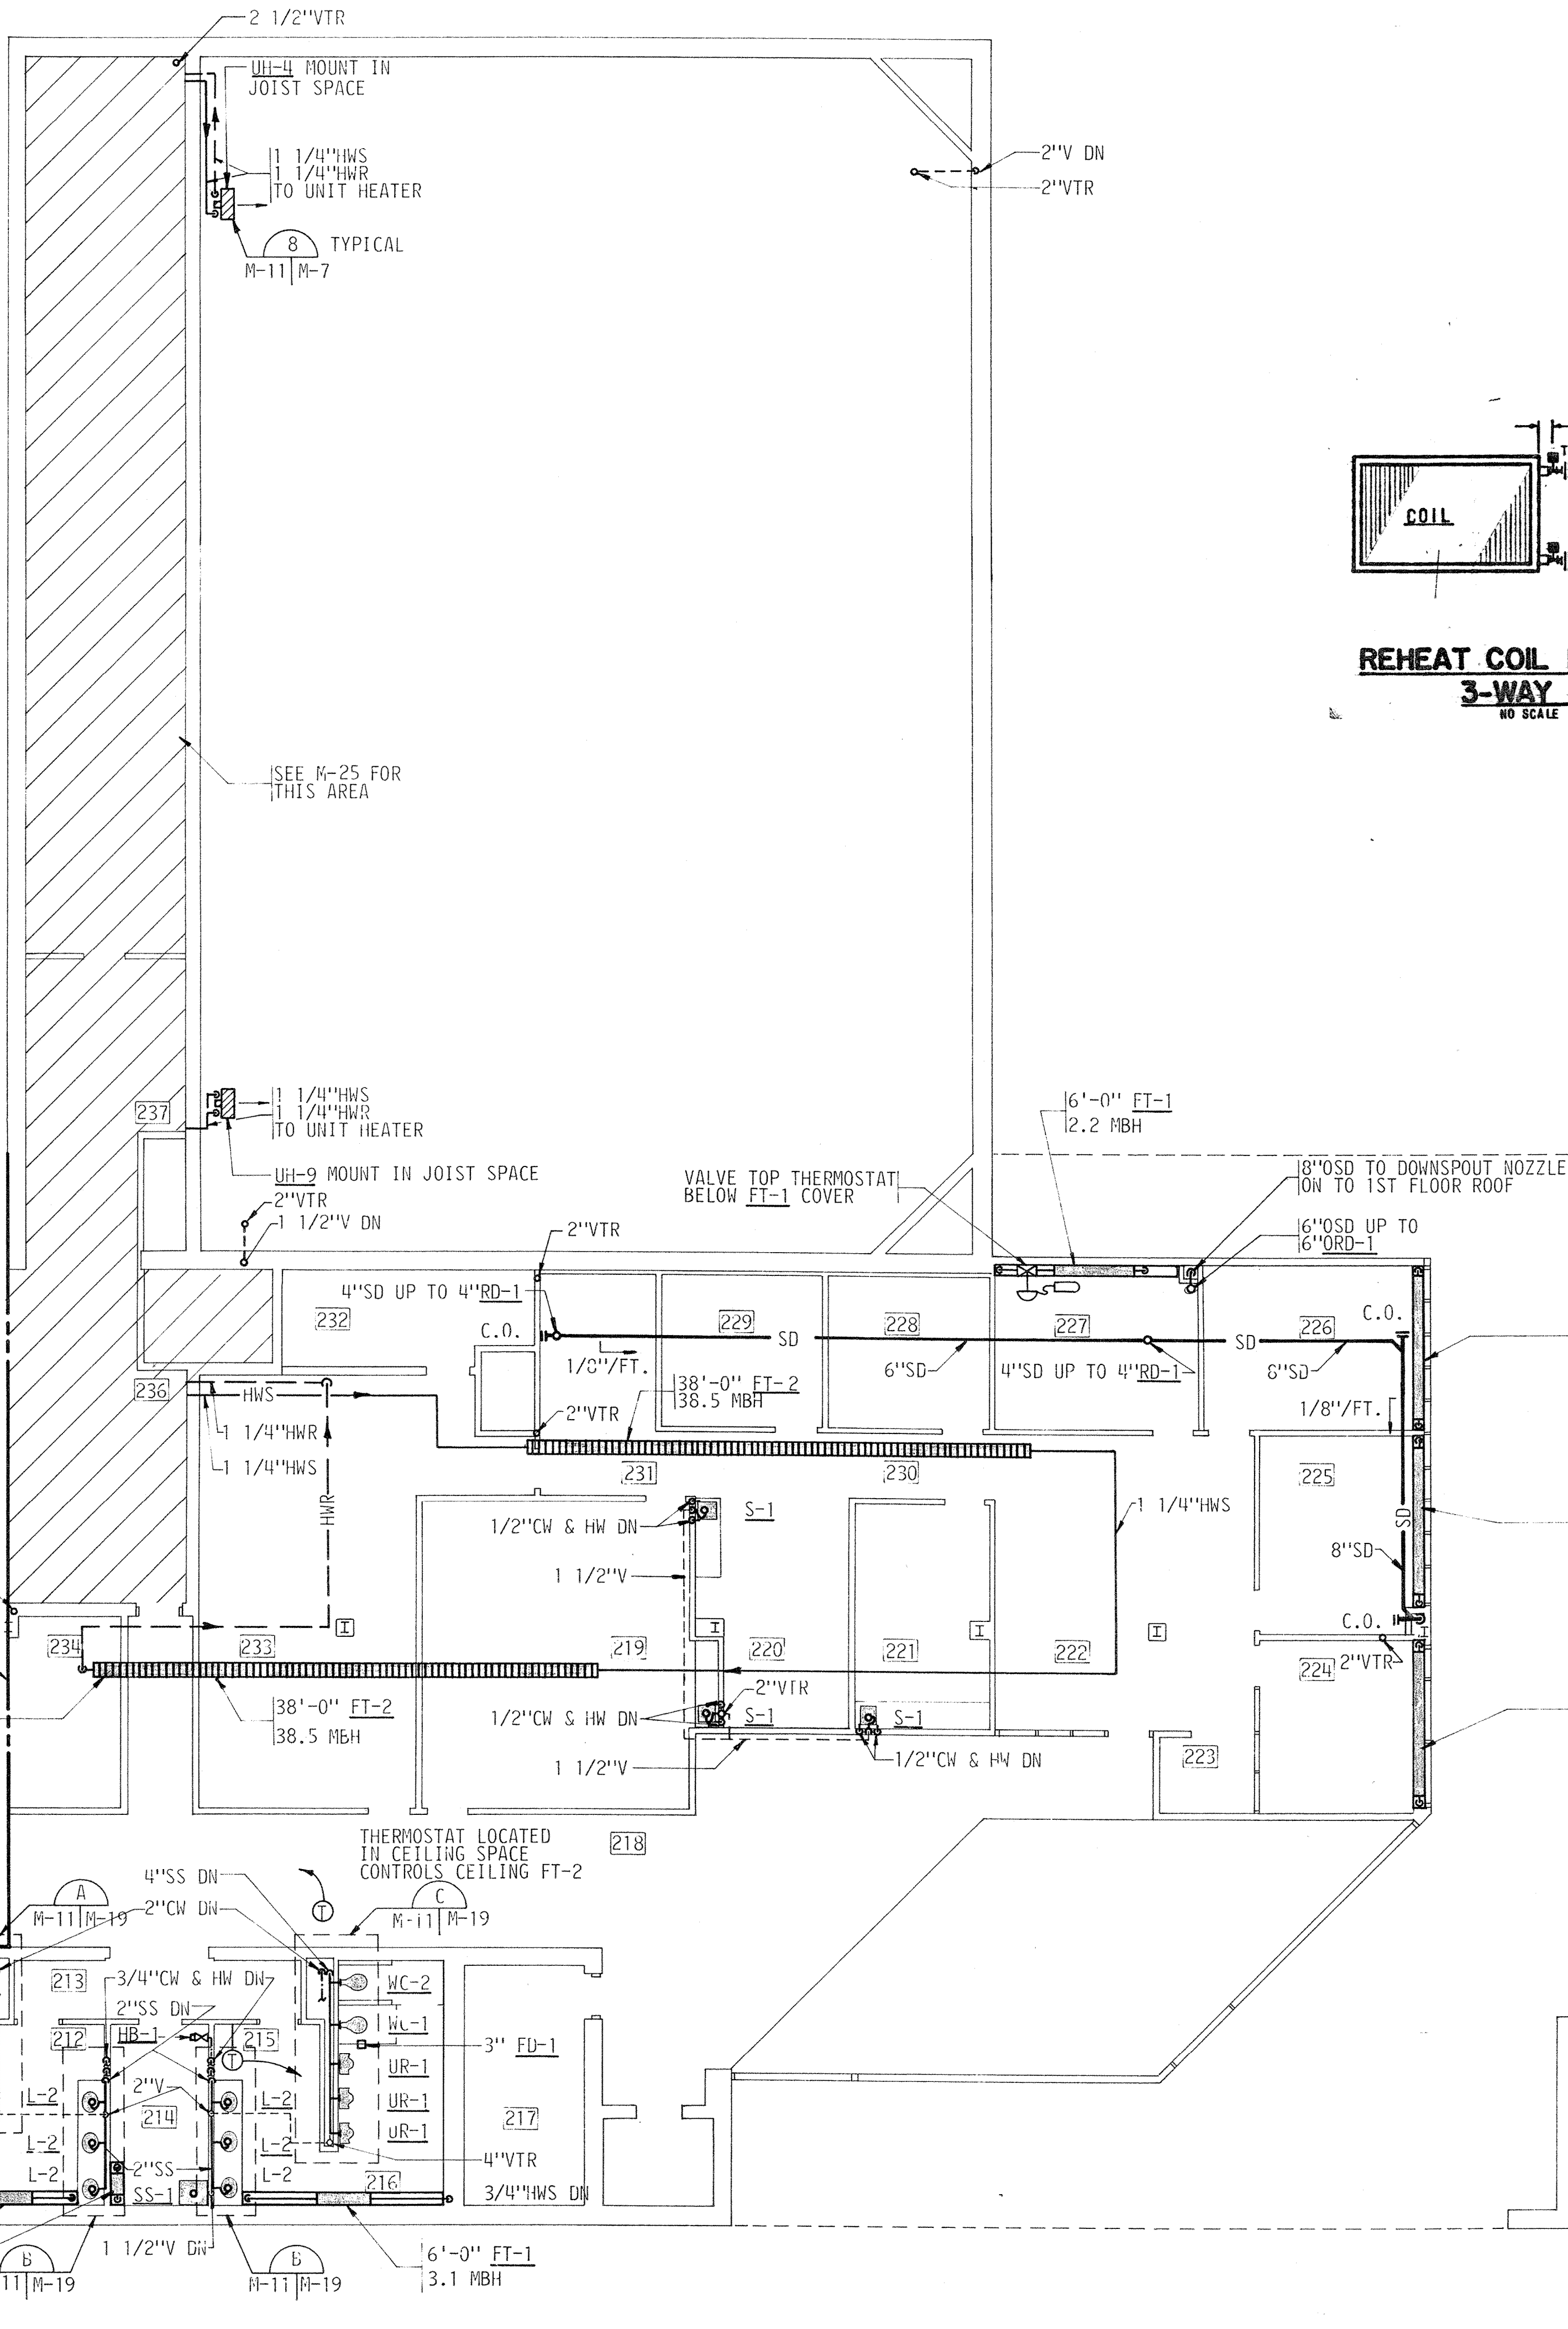 2 1/2"VTR
UH-4 MOUNT IN
JOIST SPACE
1 1/4"HWS
1 1/4"HWR
TO UNIT HEATER
8 TYPICAL
M-11 M-7
2"V DN
2"VTR
COIL
REHEAT COIL
3-WAY
NO SCALE
SEE M-25 FOR
THIS AREA
237
1 1/4"HWS
1 1/4"HWR
TO UNIT HEATER
UH-9 MOUNT IN JOIST SPACE
2"VTR
1 1/2"V DN
6'-0" FT-1
2.2 MBH
VALVE TOP THERMOSTAT
BELOW FT-1 COVER
8"OSD TO DOWNSPOUT NOZZLE
ON TO 1ST FLOOR ROOF
6"OSD UP TO
6"ORD-1
2"VTR
4"SD UP TO 4"RD-1
232
C.O.
229
SD
228
227
SD
226
C.O.
1/8"/FT.
6"SD
4"SD UP TO 4"RD-1
8"SD
236
HWS
38'-0" FT-2
38.5 MBH
1/8"/FT.
1 1/4"HWR
2"VTR
1 1/4"HWS
231
230
225
HWR
1/2"CW & HW DN
S-1
1 1/4"HWS
SD
1 1/2"V
8"SD
C.O.
I
I
I
I
I
234
233
219
220
221
222
224
2"VTR
38'-0" FT-2
38.5 MBH
2"VTR
1/2"CW & HW DN
S-1
S-1
1 1/2"V
1/2"CW & HW DN
223
THERMOSTAT LOCATED
IN CEILING SPACE
CONTROLS CEILING FT-2
218
4"SS DN
A
M-11 M-19
2"CW DN
T
C
M-11 M-19
213
3/4"CW & HW DN
WC-2
2"SS DN
212
HB-1
215
WC-1
T
3" FD-1
UR-1
L-2
2"V
L-2
UR-1
214
217
L-2
L-2
UR-1
L-2
2"SS
L-2
4"VTR
SS-1
216
3/4"HWS DN
1 1/2"V DN
B
11 M-19
B
M-11 M-19
6'-0" FT-1
3.1 MBH